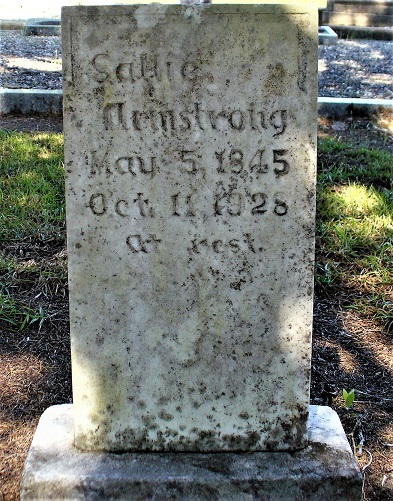 Sallie
Armstrong
May 5, 1845
Oct. 11, 1928
at rest.